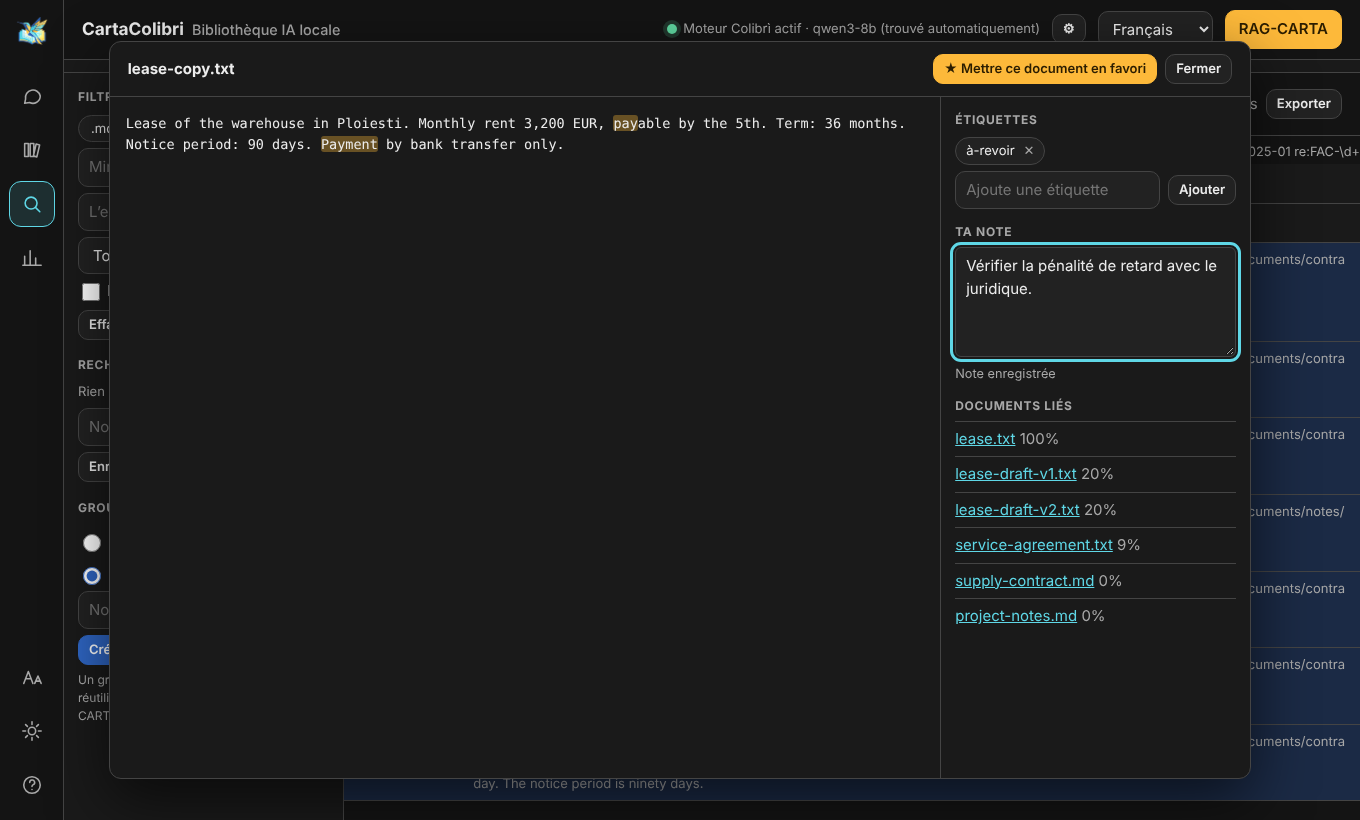 CartaColibri Bibliothèque IA locale
Moteur Colibrì actif · qwen3-8b (trouvé automatiquement)
Français
RAG-CARTA
lease-copy.txt
★ Mettre ce document en favori
Fermer
Lease of the warehouse in Ploiesti. Monthly rent 3,200 EUR, payable by the 5th. Term: 36 months.
Notice period: 90 days. Payment by bank transfer only.
ÉTIQUETTES
à-revoir ✕
Ajoute une étiquette
Ajouter
TA NOTE
Vérifier la pénalité de retard avec le
juridique.
Note enregistrée
DOCUMENTS LIÉS
lease.txt 100%
lease-draft-v1.txt 20%
lease-draft-v2.txt 20%
service-agreement.txt 9%
supply-contract.md 0%
project-notes.md 0%
Rien
Un
CART
Exporter
025-01 re:FAC-\d+
cuments/contra
cuments/contra
cuments/contra
cuments/notes/
cuments/contra
cuments/contra
cuments/contra
day. The notice period is ninety days.